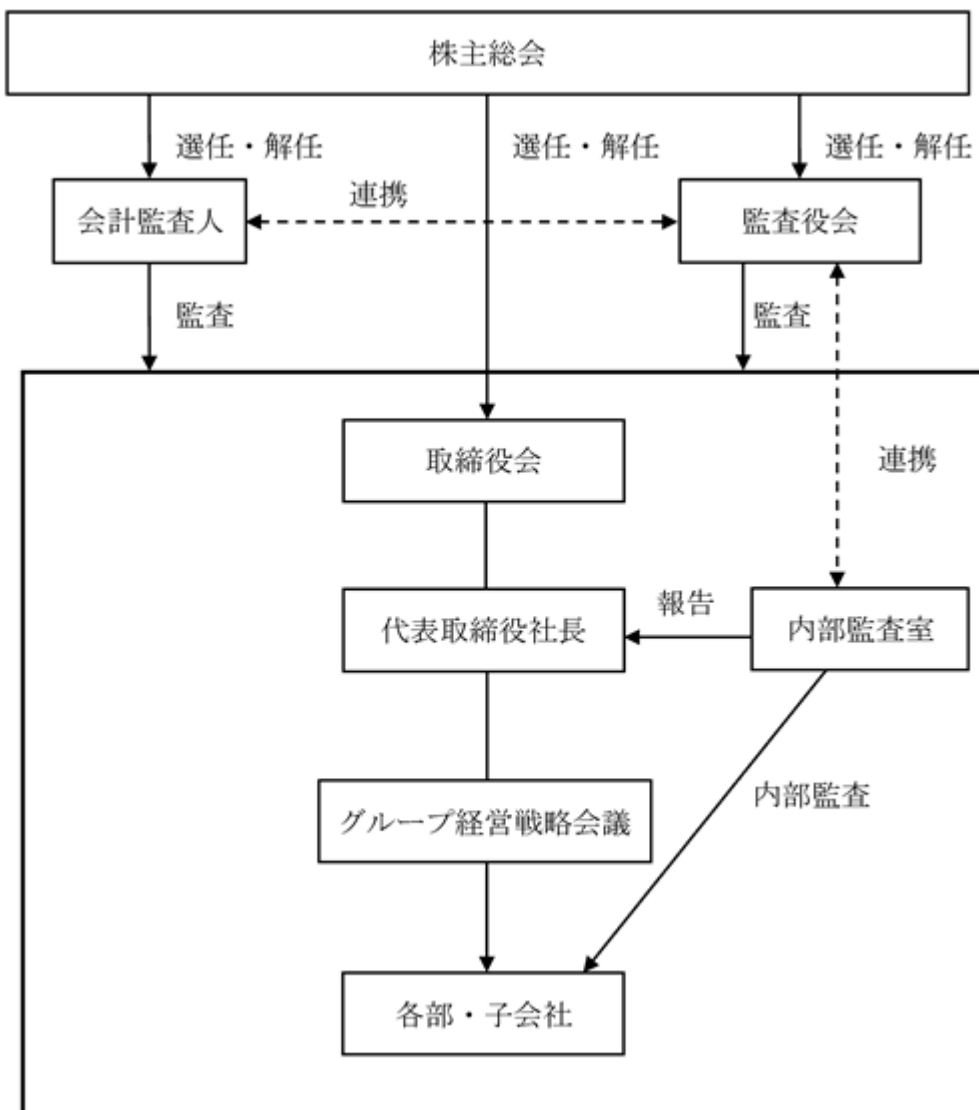 株主総会
選任・解任
選任・解任
選任・解任
連携
会計監査人
監査役会
監査
監査
取締役会
連携
報告
代表取締役社長
内部監査室
内部監査
グループ経営戦略会議
各部・子会社